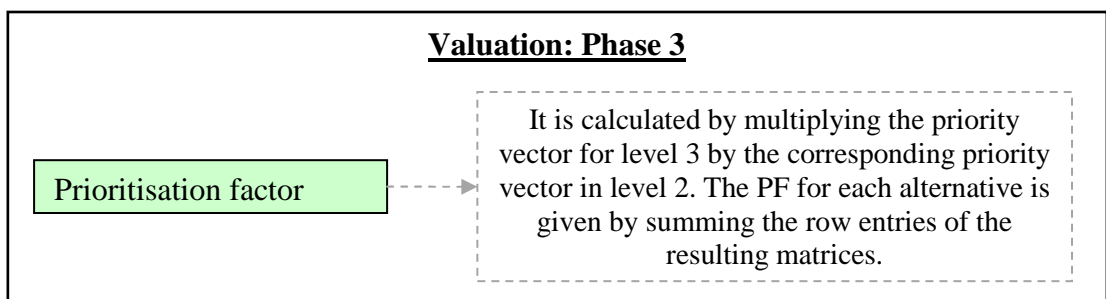 Valuation: Phase 3
It is calculated by multiplying the priority
vector for level 3 by the corresponding priority
Prioritisation factor
vector in level 2. The PF for each alternative is
given by summing the row entries of the
resulting matrices.